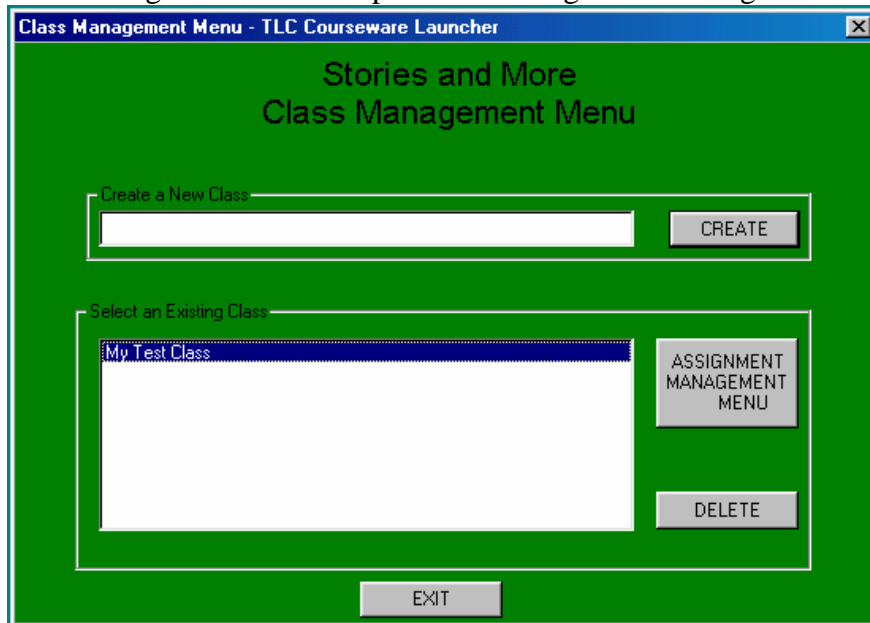 Class Management Menu - TLC Courseware Launcher
Stories and More
Class Management Menu
Create a New Class
CREATE
Select an Existing Class
My Test Class
ASSIGNMENT
MANAGEMENT
MENU
DELETE
EXIT